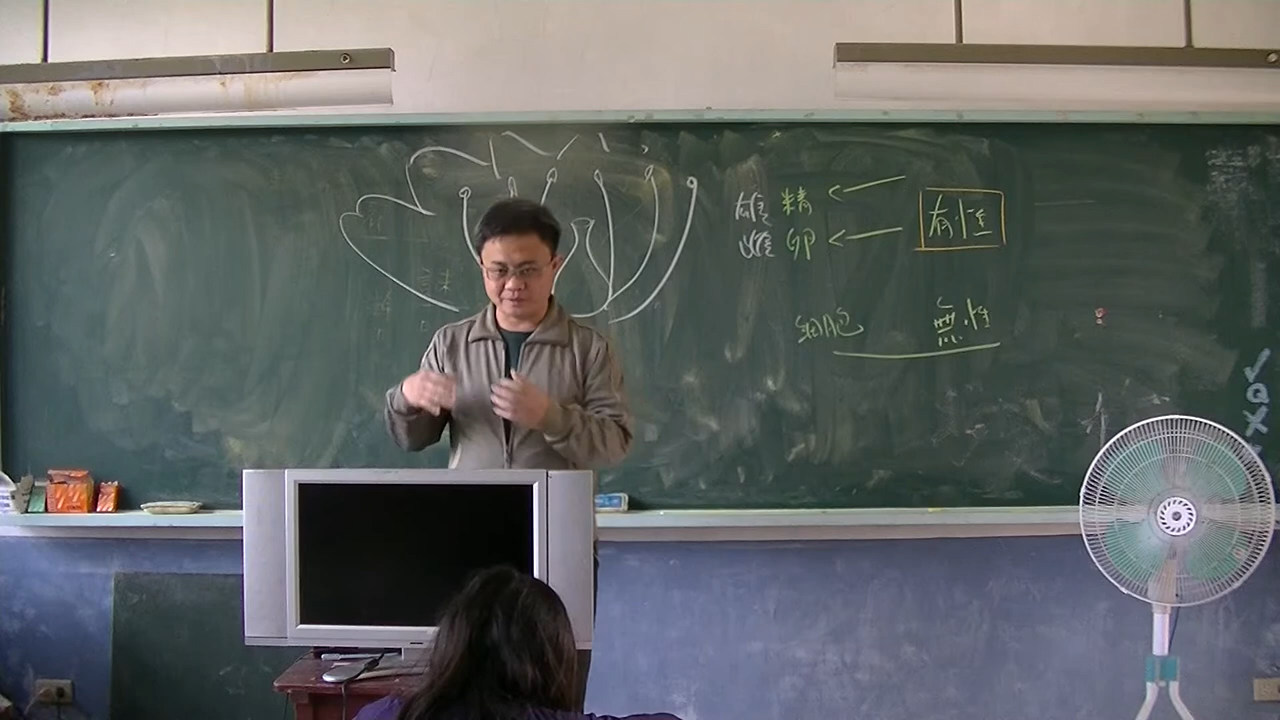 雄 精 有性
雌 卵
細胞 無性
Q
X